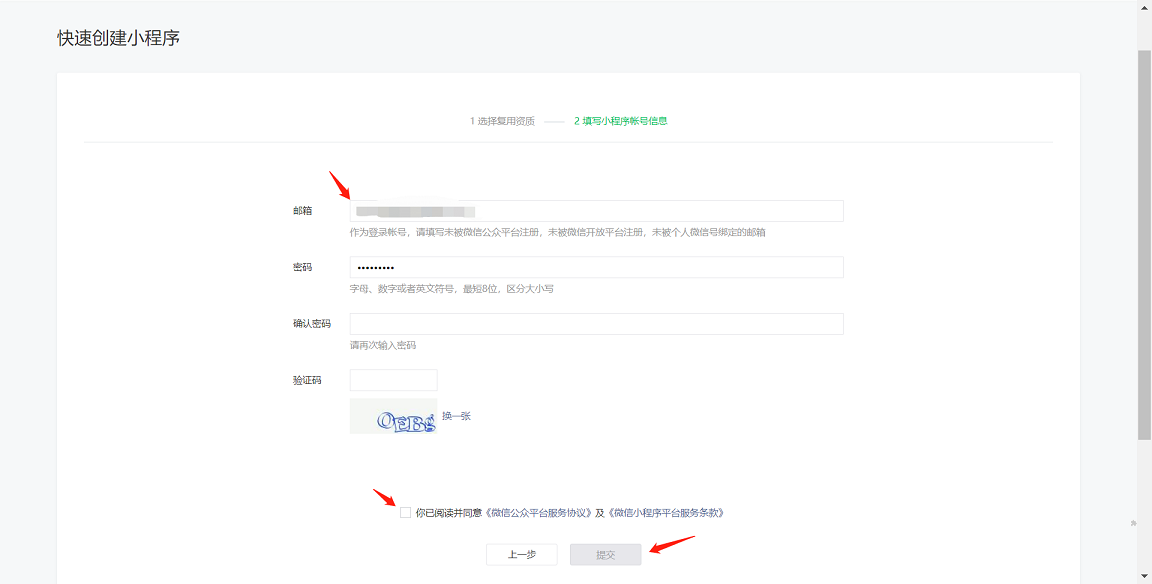 快速创建小程序
1 选择复用资质 2 填写小程序帐号信息
邮箱
作为登录帐号，请填写未被微信公众平台注册，未被微信开放平台注册，未被个人微信号绑定的邮箱
密码 •••••••••
字母、数字或者英文符号，最短8位，区分大小写
确认密码
请再次输入密码
验证码
OEBg 换一张
你已阅读并同意《微信公众平台服务协议》及《微信小程序平台服务条款》
上一步 提交